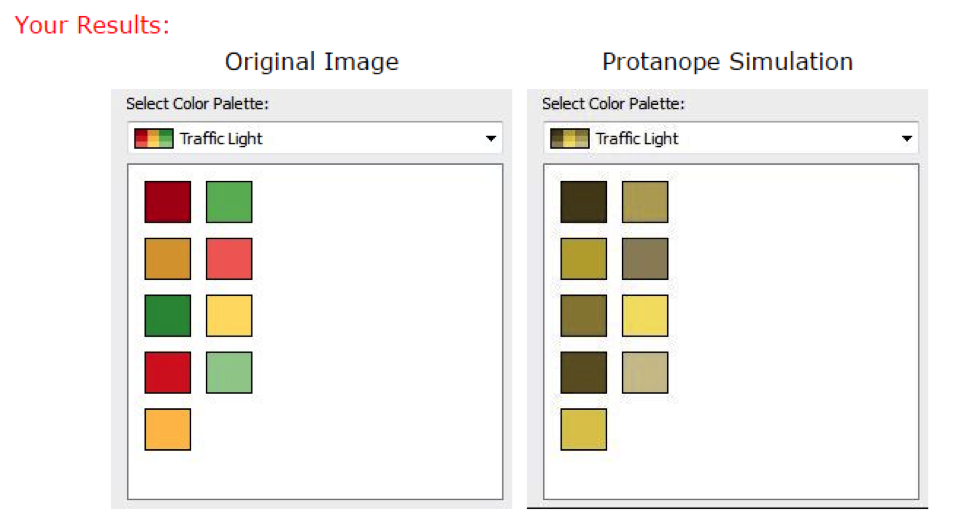 Your Results:
Original Image
Protanope Simulation
Select Color Palette:
Select Color Palette:
Traffic Light
Traffic Light